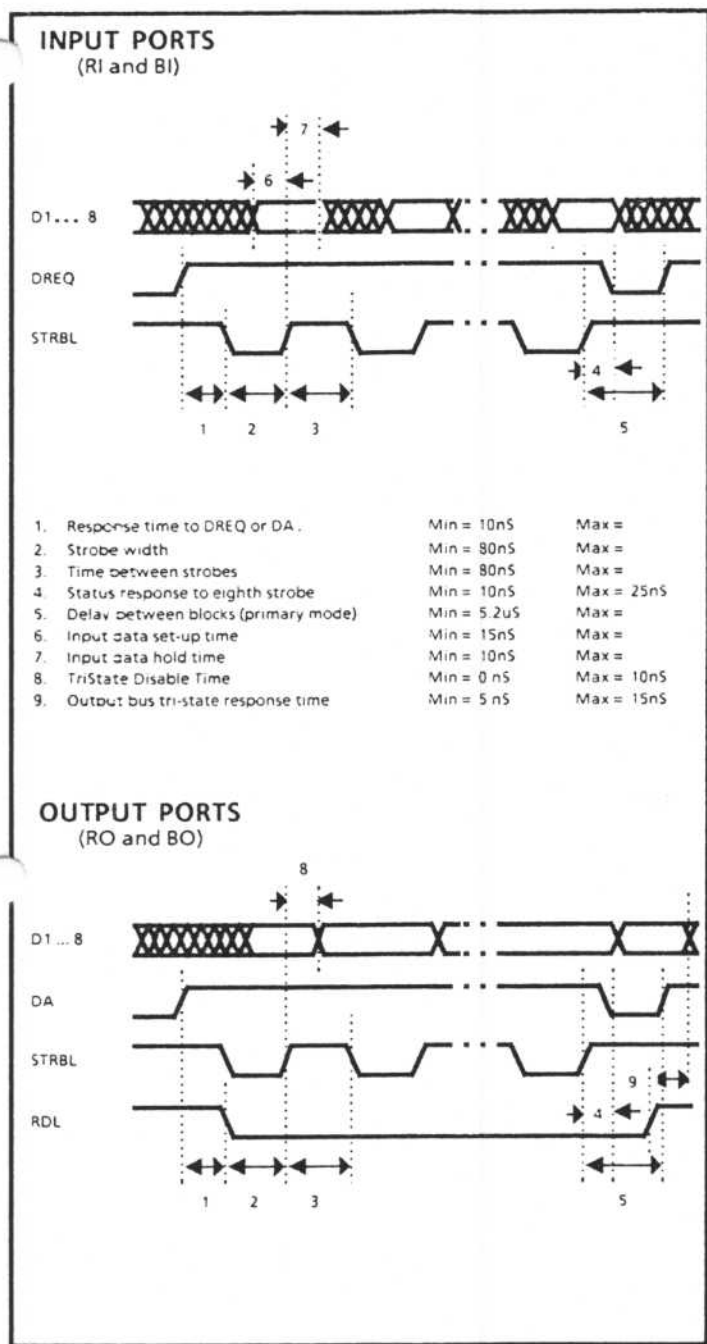 INPUT PORTS
(RI and BI)
7
6
D1... 8
DREQ
STRBL
4
1 2 3 5
1. Response time to DREQ or DA. Min = 10nS Max =
2. Strobe width Min = 80nS Max =
3. Time between strobes Min = 80nS Max =
4. Status response to eighth strobe Min = 10nS Max = 25nS
5. Delay between blocks (primary mode) Min = 5.2uS Max =
6. Input data set-up time Min = 15nS Max =
7. Input data hold time Min = 10nS Max =
8. TriState Disable Time Min = 0 nS Max = 10nS
9. Output bus tri-state response time Min = 5 nS Max = 15nS
OUTPUT PORTS
(RO and BO)
8
D1 ... 8
DA
STRBL
9
RDL
4
1 2 3 5